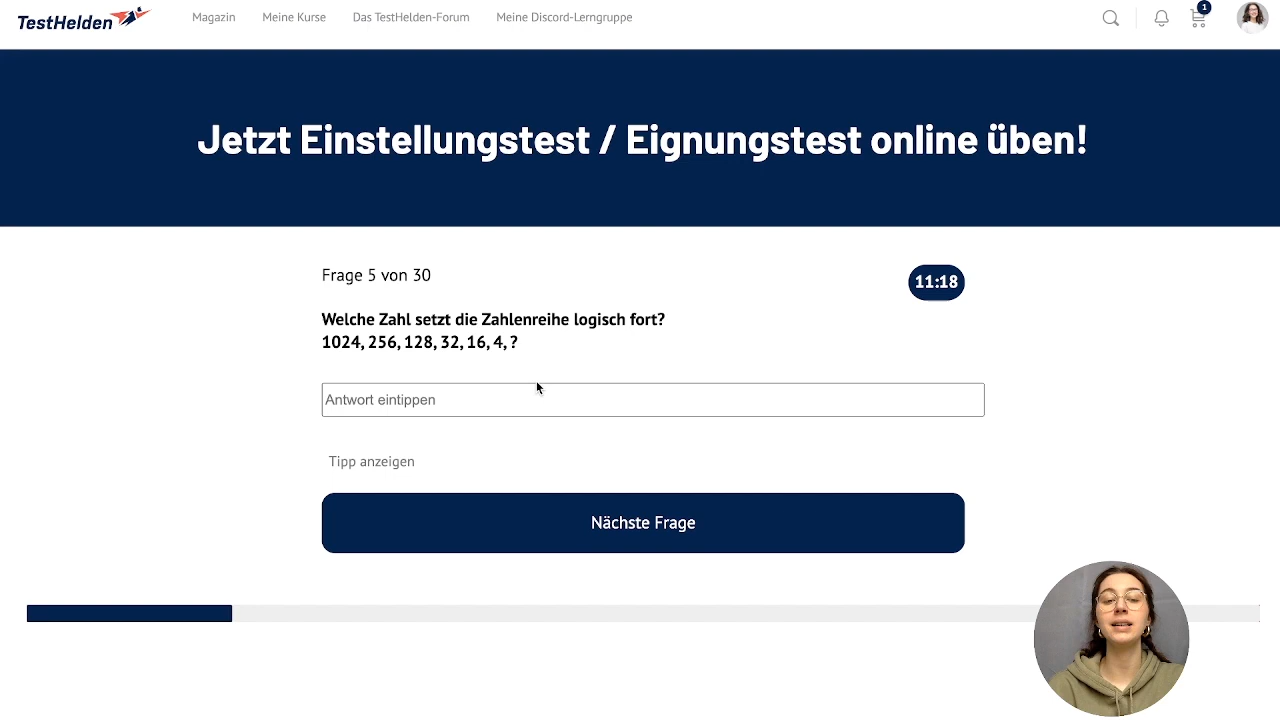 TestHelden
Magazin
Meine Kurse
Das TestHelden-Forum
Meine Discord-Lerngruppe
1
Jetzt Einstellungstest / Eignungstest online üben!
Frage 5 von 30
11:18
Welche Zahl setzt die Zahlenreihe logisch fort?
1024, 256, 128, 32, 16, 4, ?
Antwort eintippen
Tipp anzeigen
Nächste Frage